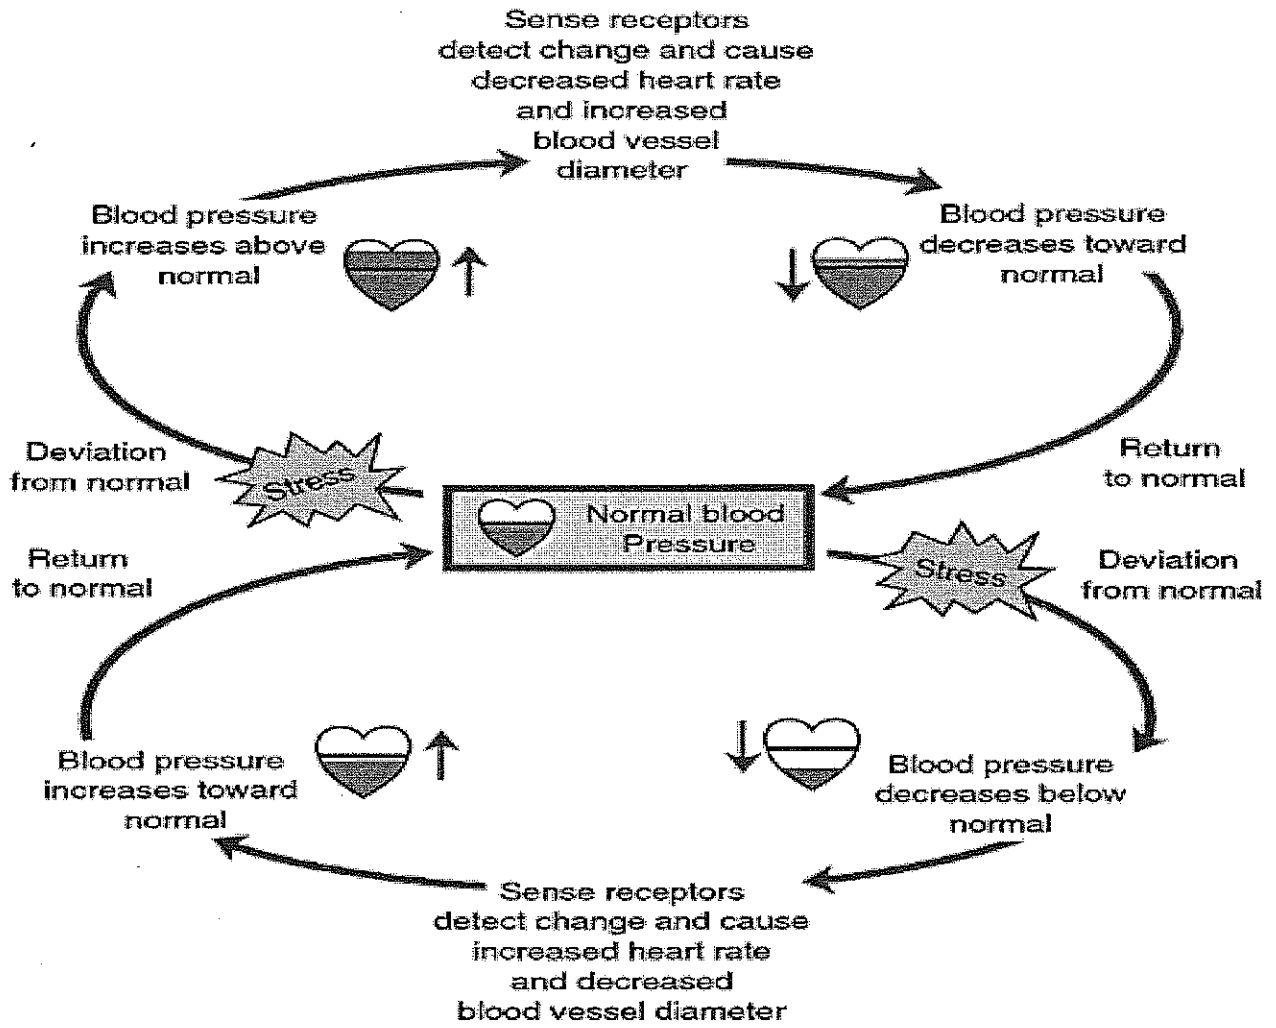 Sense receptors
detect change and cause
decreased heart rate
and increased
blood vessel
diameter
Blood pressure
increases above
normal
Blood pressure
decreases toward
normal
Deviation
from normal
Stress
Return
to normal
Normal blood
Pressure
Return
to normal
Stress
Deviation
from normal
Blood pressure
increases toward
normal
Blood pressure
decreases below
normal
Sense receptors
detect change and cause
increased heart rate
and decreased
blood vessel diameter